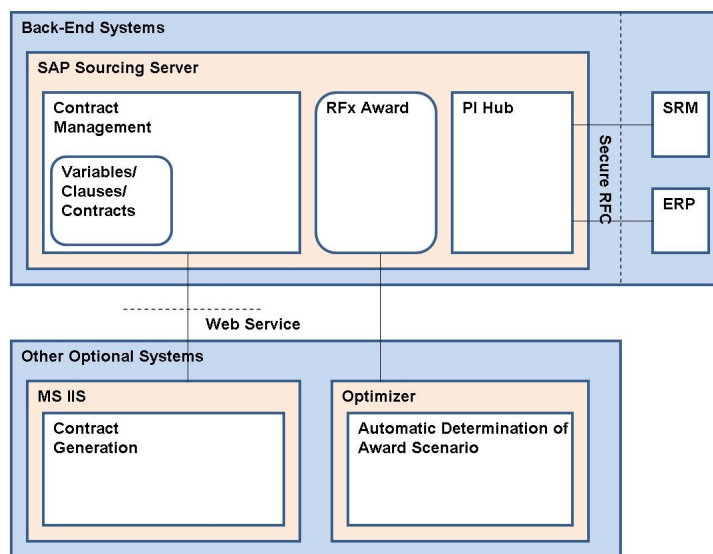 Back-End Systems
SAP Sourcing Server
Contract
Management
RFx Award
PI Hub
SRM
Variables/
Clauses/
Contracts
Secure RFC
ERP
Web Service
Other Optional Systems
MS IIS
Optimizer
Contract
Generation
Automatic Determination of
Award Scenario